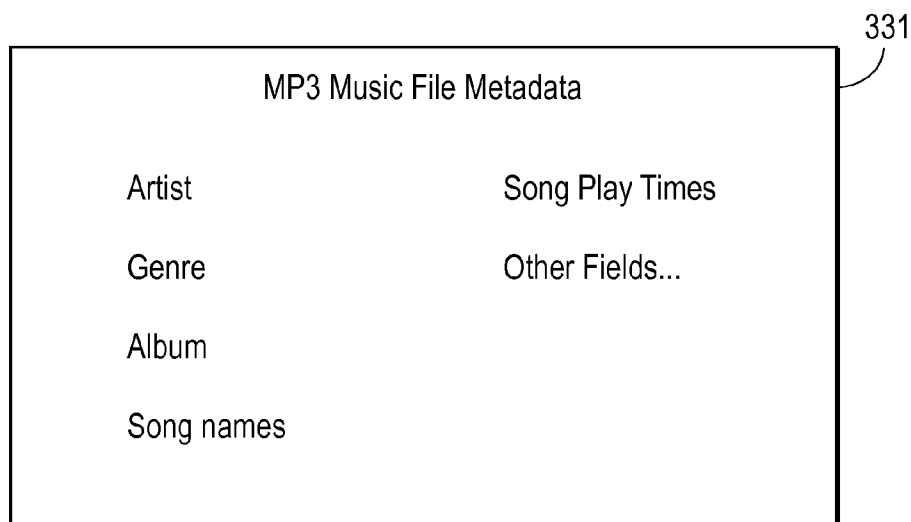 331
MP3 Music File Metadata
Artist
Song Play Times
Genre
Other Fields...
Album
Song names